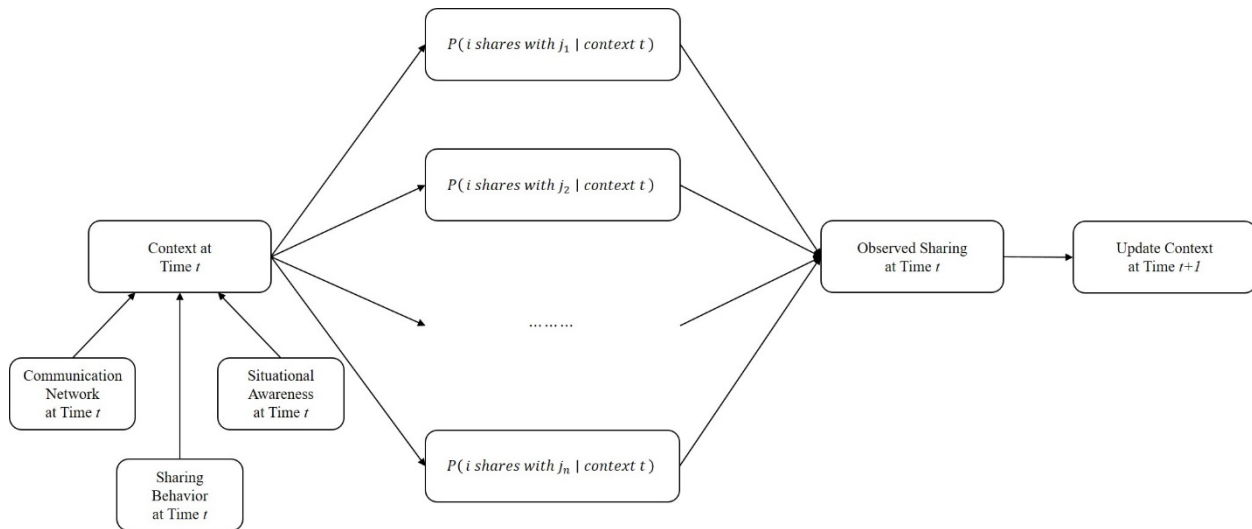 P( i shares with j₁ | context t )
P( i shares with j₂ | context t )
Context at
Time t
Observed Sharing
at Time t
Update Context
at Time t+1
………
Communication
Network
at Time t
Situational
Awareness
at Time t
Sharing
Behavior
at Time t
P( i shares with jₙ | context t )